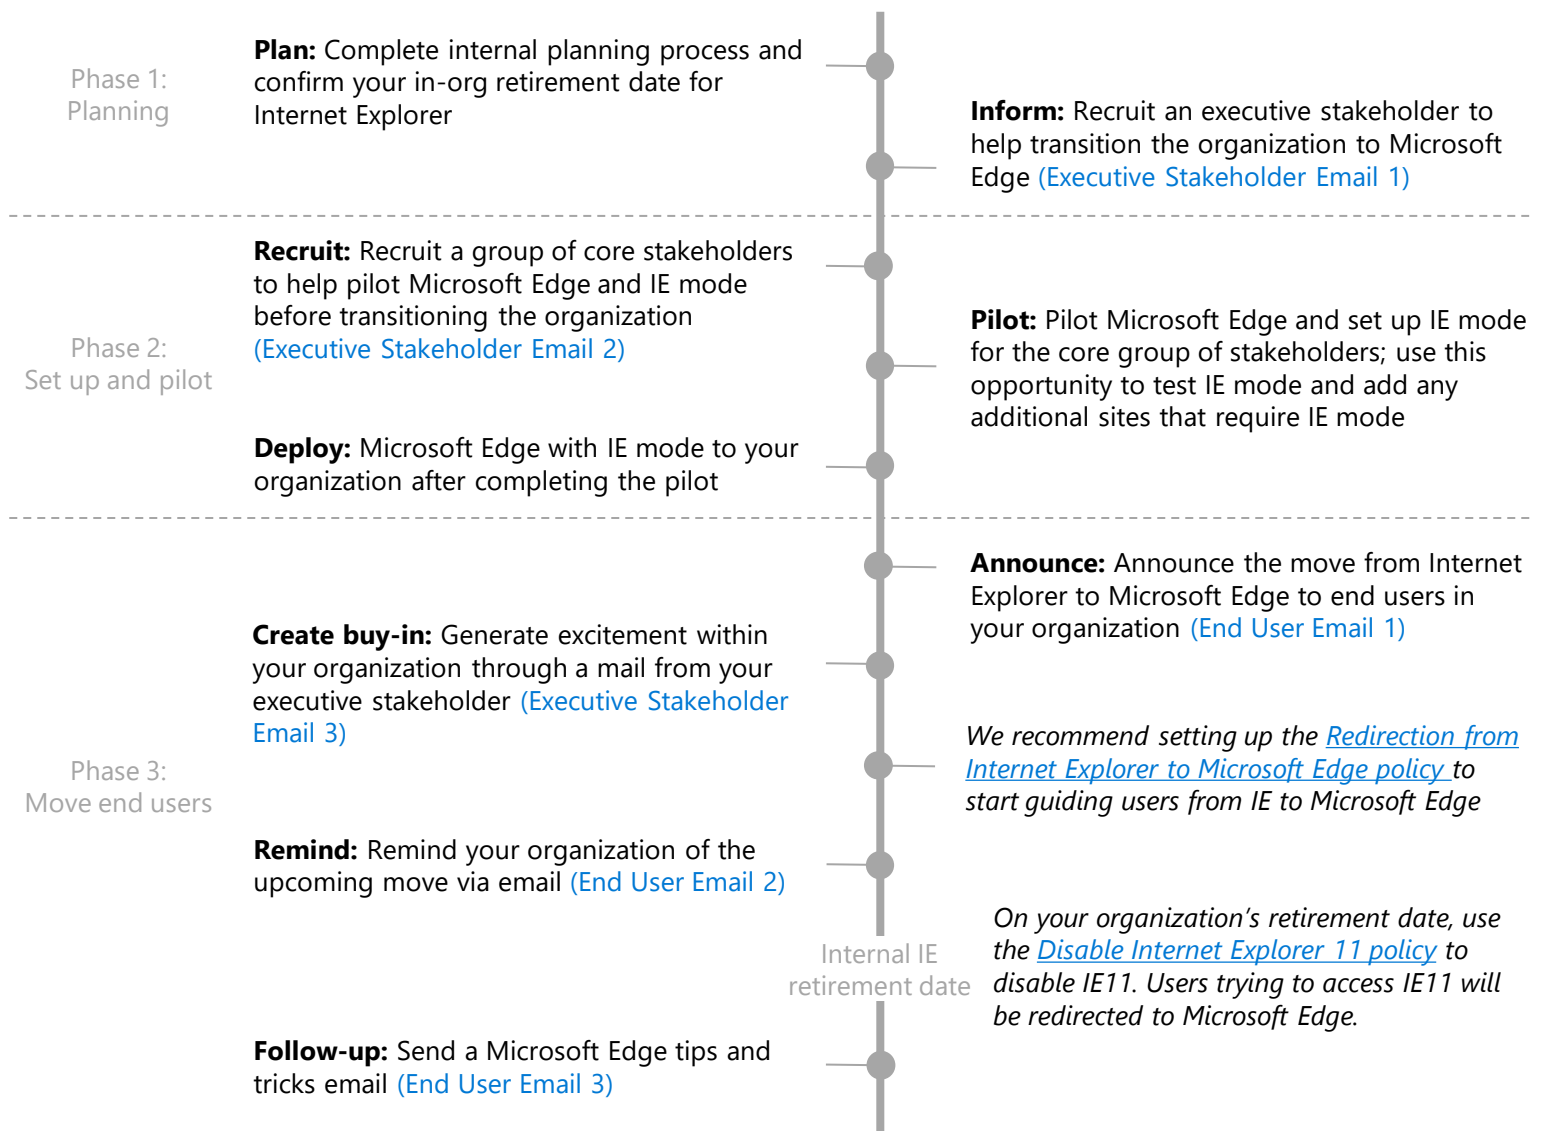 Phase 1:
Planning
Plan: Complete internal planning process and
confirm your in-org retirement date for
Internet Explorer
Inform: Recruit an executive stakeholder to
help transition the organization to Microsoft
Edge (Executive Stakeholder Email 1)
Phase 2:
Set up and pilot
Recruit: Recruit a group of core stakeholders
to help pilot Microsoft Edge and IE mode
before transitioning the organization
(Executive Stakeholder Email 2)
Pilot: Pilot Microsoft Edge and set up IE mode
for the core group of stakeholders; use this
opportunity to test IE mode and add any
additional sites that require IE mode
Deploy: Microsoft Edge with IE mode to your
organization after completing the pilot
Phase 3:
Move end users
Announce: Announce the move from Internet
Explorer to Microsoft Edge to end users in
your organization (End User Email 1)
Create buy-in: Generate excitement within
your organization through a mail from your
executive stakeholder (Executive Stakeholder
Email 3)
We recommend setting up the Redirection from
Internet Explorer to Microsoft Edge policy to
start guiding users from IE to Microsoft Edge
Remind: Remind your organization of the
upcoming move via email (End User Email 2)
Internal IE
retirement date
On your organization's retirement date, use
the Disable Internet Explorer 11 policy to
disable IE11. Users trying to access IE11 will
be redirected to Microsoft Edge.
Follow-up: Send a Microsoft Edge tips and
tricks email (End User Email 3)